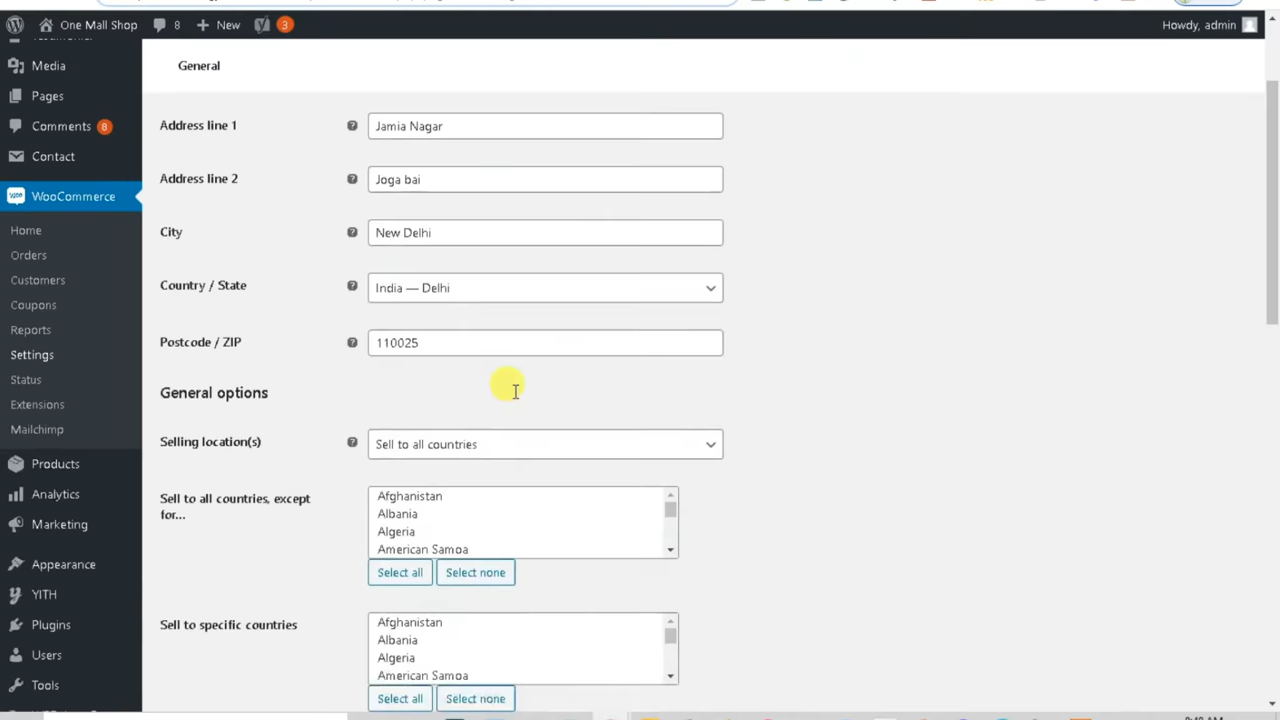 One Mall Shop
8
New
3
Howdy, admin
Media
Pages
Comments 8
Contact
WooCommerce
Home
Orders
Customers
Coupons
Reports
Settings
Status
Extensions
Mailchimp
Products
Analytics
Marketing
Appearance
YITH
Plugins
Users
Tools
General
Address line 1
Jamia Nagar
Address line 2
Joga bai
City
New Delhi
Country / State
India — Delhi
Postcode / ZIP
110025
General options
Selling location(s)
Sell to all countries
Sell to all countries, except
for...
Afghanistan
Albania
Algeria
American Samoa
Select all
Select none
Sell to specific countries
Afghanistan
Albania
Algeria
American Samoa
Select all
Select none